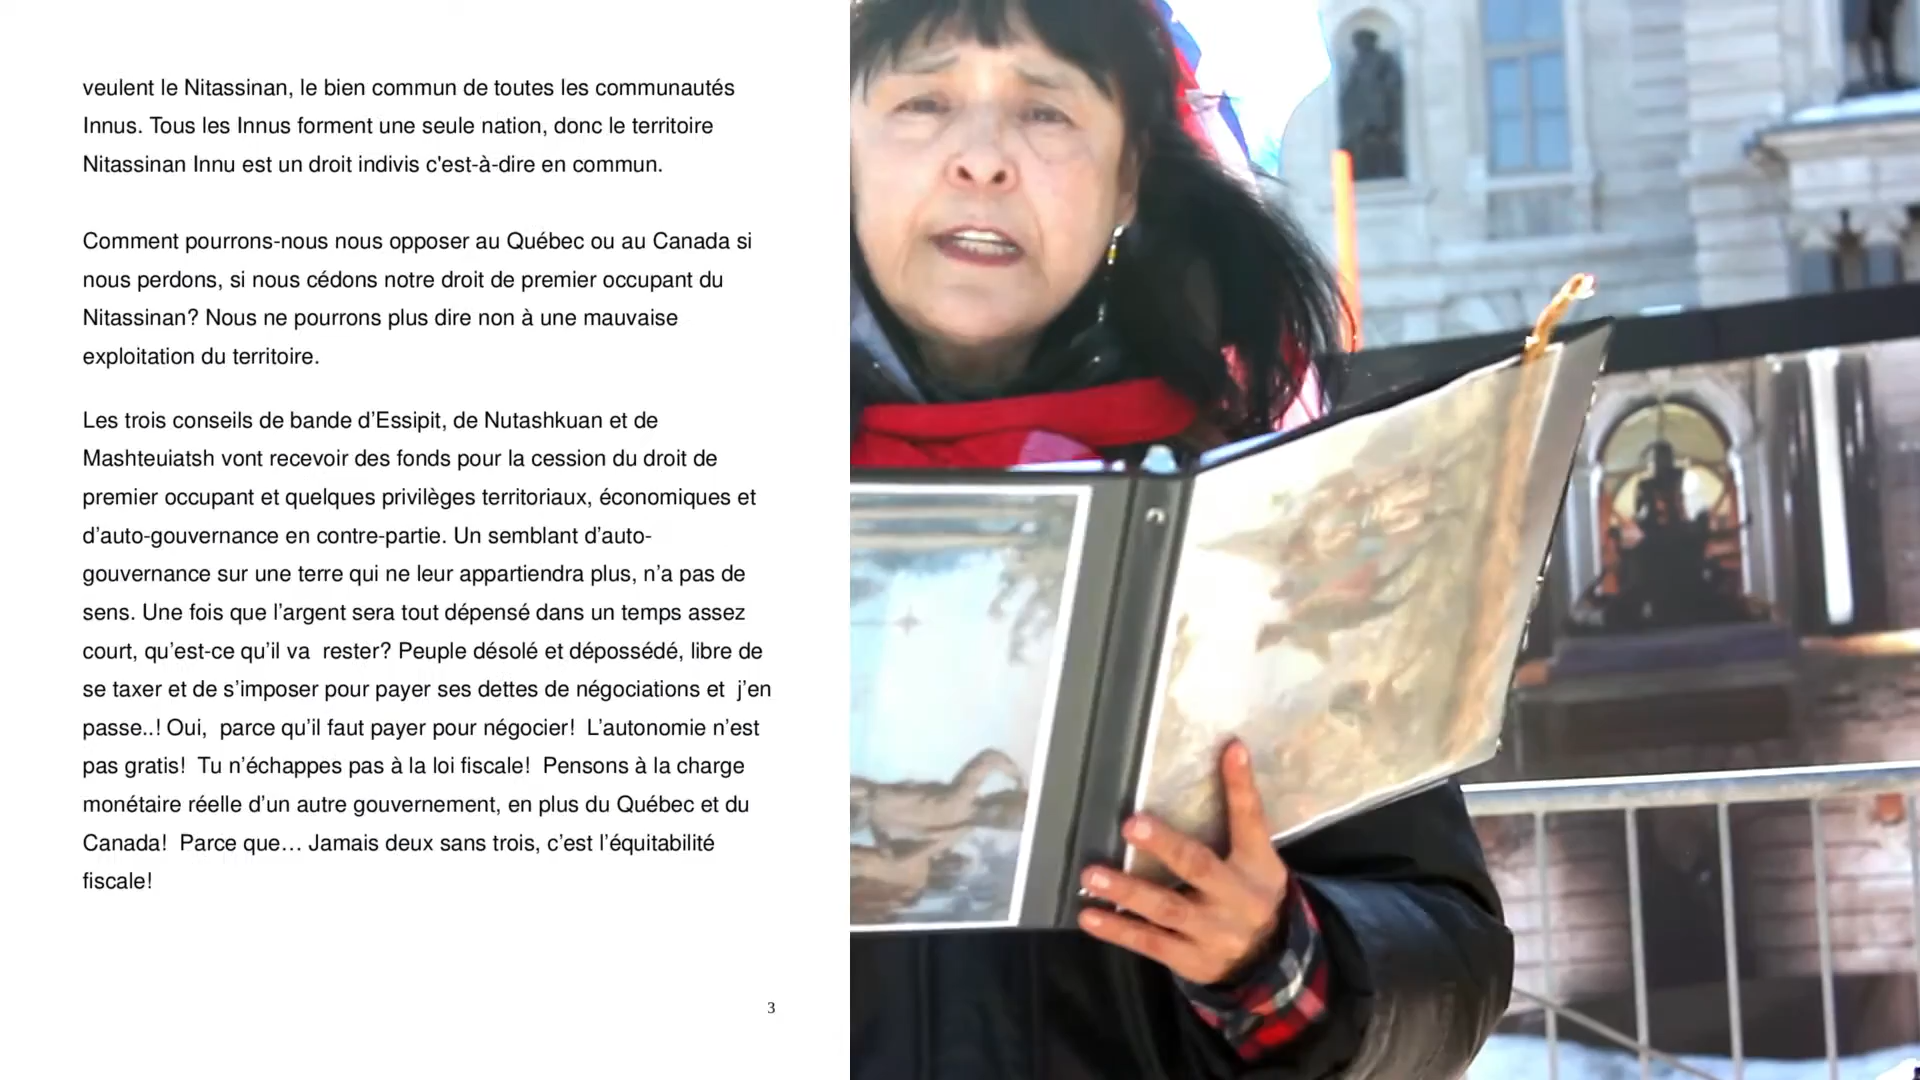 veulent le Nitassinan, le bien commun de toutes les communautés
Innus. Tous les Innus forment une seule nation, donc le territoire
Nitassinan Innu est un droit indivis c'est-à-dire en commun.
Comment pourrons-nous nous opposer au Québec ou au Canada si
nous perdons, si nous cédons notre droit de premier occupant du
Nitassinan? Nous ne pourrons plus dire non à une mauvaise
exploitation du territoire.
Les trois conseils de bande d’Essipit, de Nutashkuan et de
Mashteuiatsh vont recevoir des fonds pour la cession du droit de
premier occupant et quelques privilèges territoriaux, économiques et
d’auto-gouvernance en contre-partie. Un semblant d’auto-
gouvernance sur une terre qui ne leur appartiendra plus, n’a pas de
sens. Une fois que l’argent sera tout dépensé dans un temps assez
court, qu’est-ce qu’il va  rester? Peuple désolé et dépossédé, libre de
se taxer et de s’imposer pour payer ses dettes de négociations et  j’en
passe..! Oui,  parce qu’il faut payer pour négocier!  L’autonomie n’est
pas gratis!  Tu n’échappes pas à la loi fiscale!  Pensons à la charge
monétaire réelle d’un autre gouvernement, en plus du Québec et du
Canada!  Parce que… Jamais deux sans trois, c’est l’équitabilité
fiscale!
3